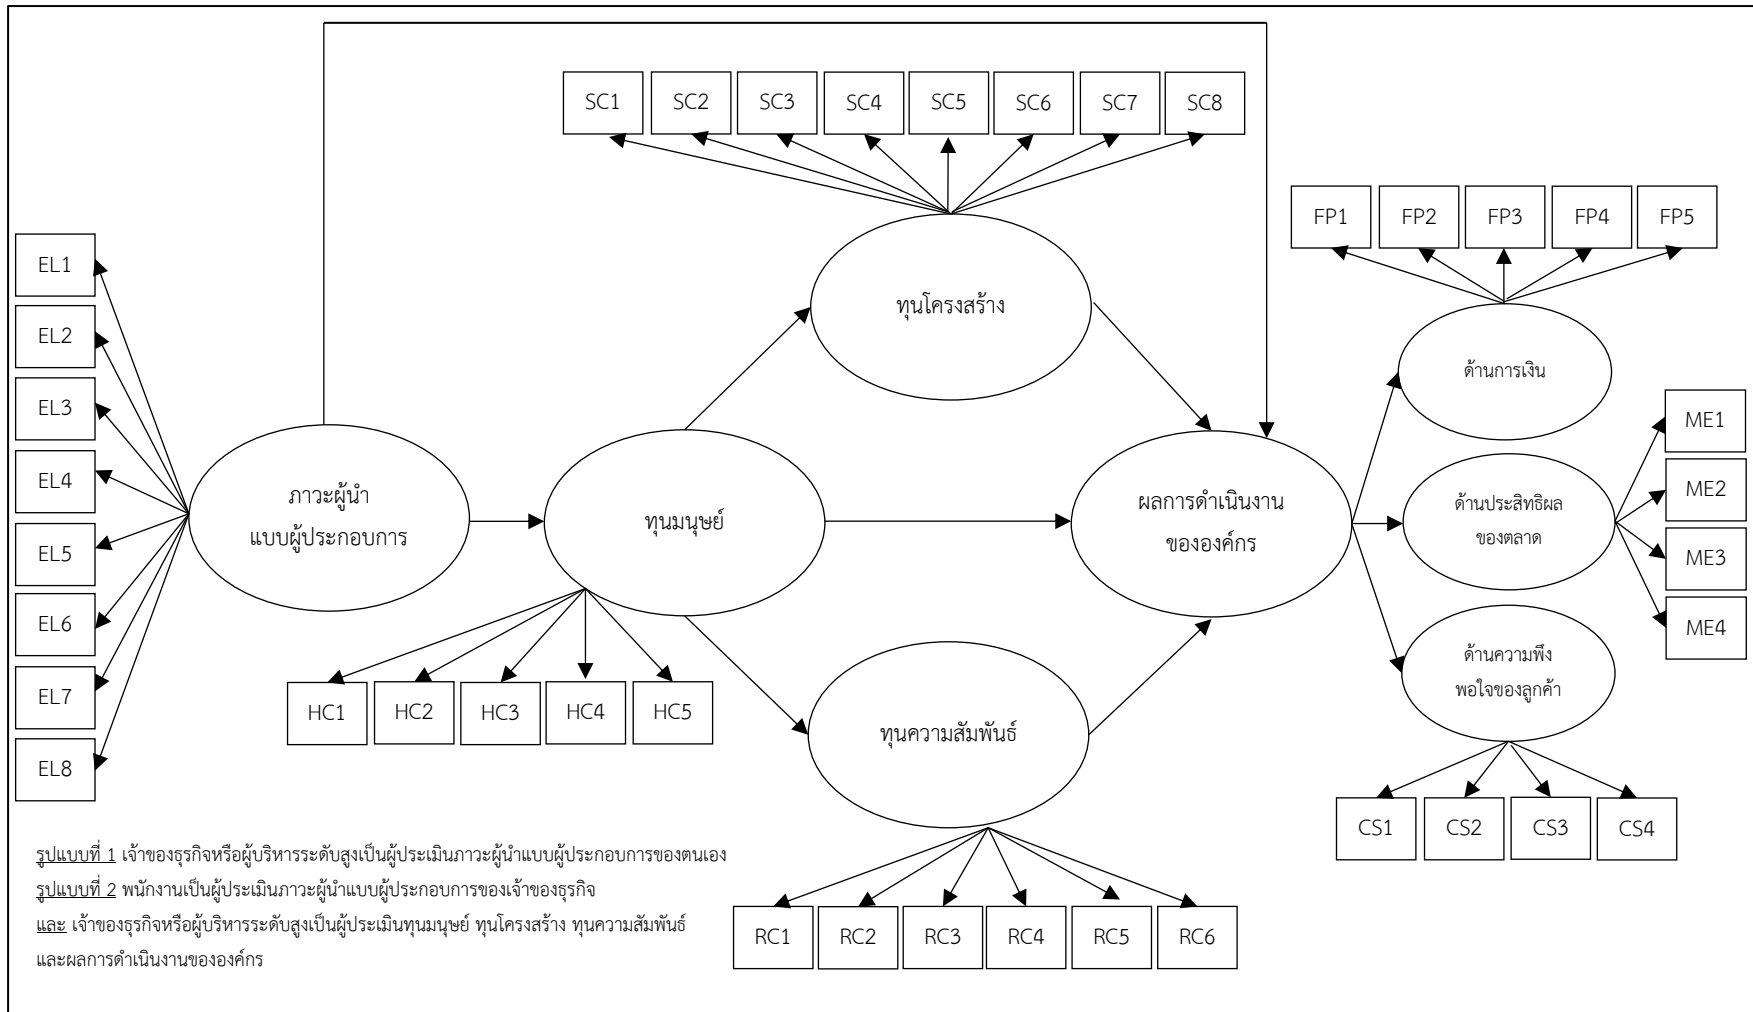 SC1 SC2 SC3 SC4 SC5 SC6 SC7 SC8
FP1 FP2 FP3 FP4 FP5
EL1
EL2
EL3
EL4
EL5
EL6
EL7
EL8
ภาวะผู้นำ
แบบผู้ประกอบการ
ทุนมนุษย์
ทุนโครงสร้าง
ทุนความสัมพันธ์
ผลการดำเนินงาน
ขององค์กร
ด้านการเงิน
ด้านประสิทธิผล
ของตลาด
ด้านความพึง
พอใจของลูกค้า
ME1
ME2
ME3
ME4
HC1 HC2 HC3 HC4 HC5
CS1 CS2 CS3 CS4
RC1 RC2 RC3 RC4 RC5 RC6
รูปแบบที่ 1 เจ้าของธุรกิจหรือผู้บริหารระดับสูงเป็นผู้ประเมินภาวะผู้นำแบบผู้ประกอบการของตนเอง
รูปแบบที่ 2 พนักงานเป็นผู้ประเมินภาวะผู้นำแบบผู้ประกอบการของเจ้าของธุรกิจ
และ เจ้าของธุรกิจหรือผู้บริหารระดับสูงเป็นผู้ประเมินทุนมนุษย์ ทุนโครงสร้าง ทุนความสัมพันธ์
และผลการดำเนินงานขององค์กร